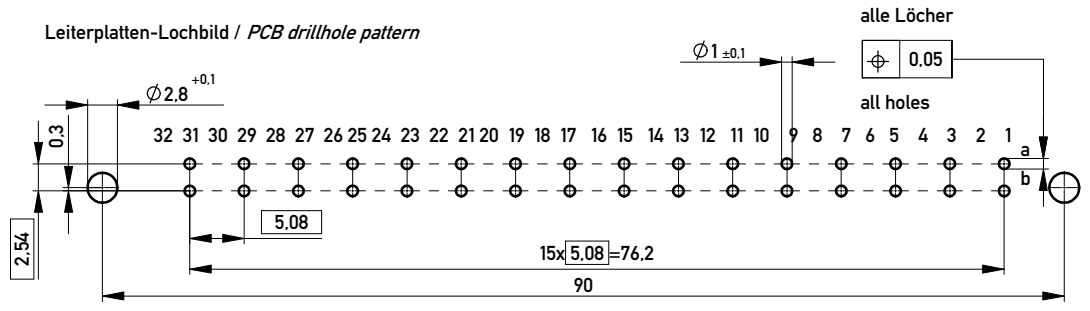 alle Löcher
Leiterplatten-Lochbild / PCB drillhole pattern
∅1 ±0,1
⌖ 0,05
∅2,8 +0,1
all holes
0,3
32 31 30 29 28 27 26 25 24 23 22 21 20 19 18 17 16 15 14 13 12 11 10 9 8 7 6 5 4 3 2 1
a
b
5,08
2,54
15x 5,08 =76,2
90